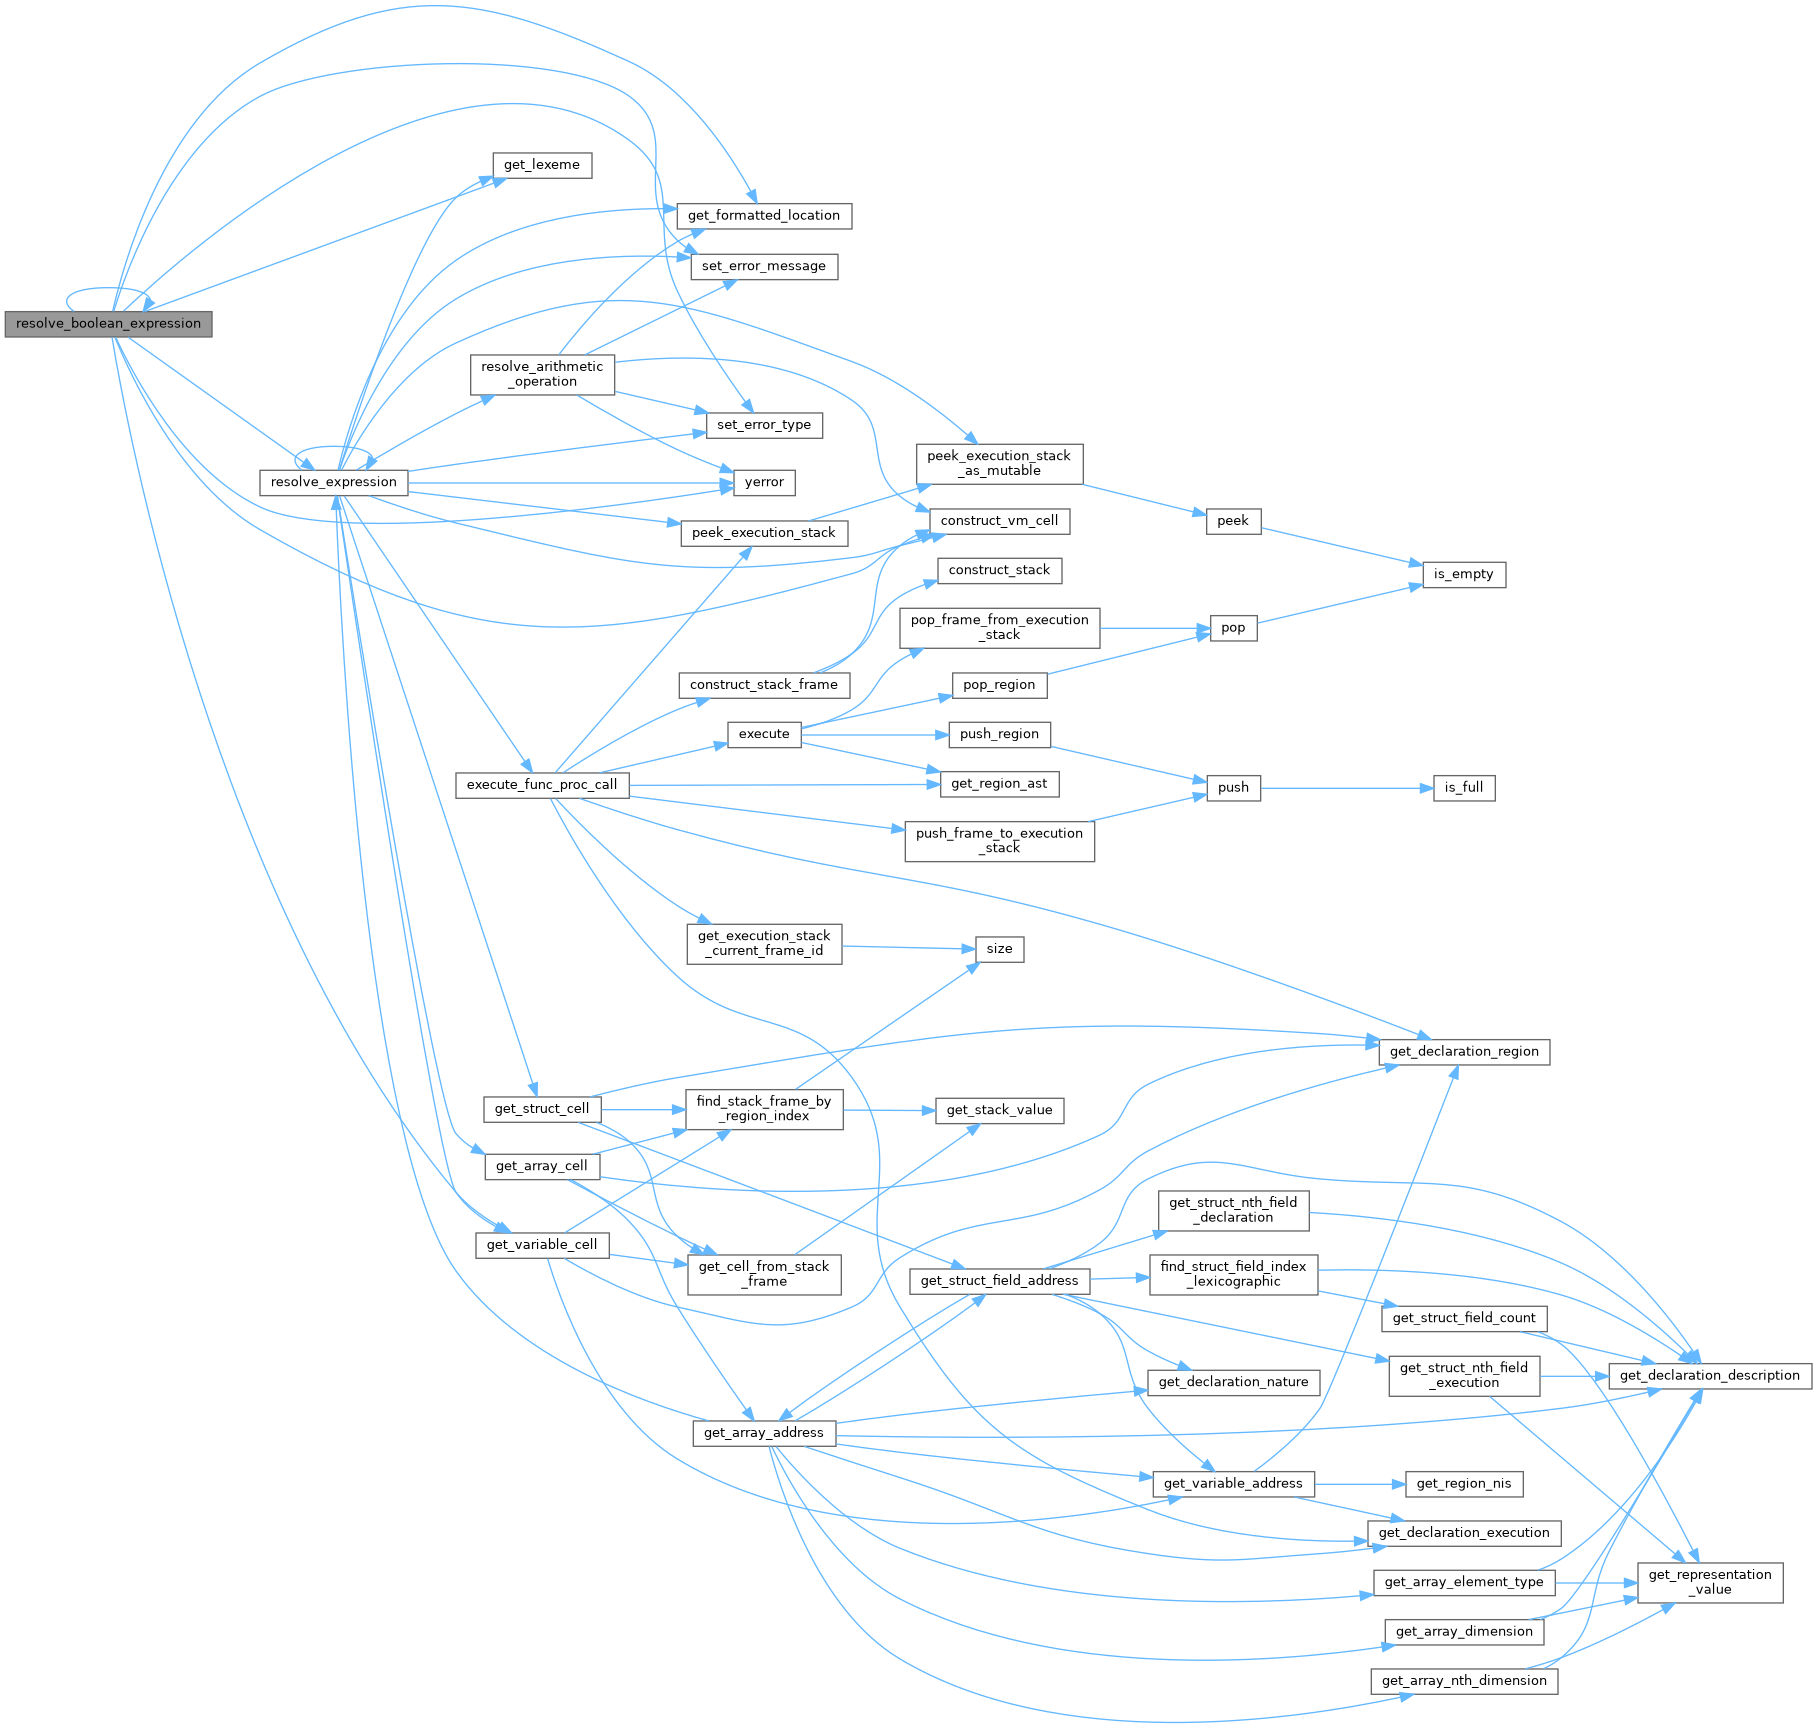 get_lexeme
get_formatted_location
set_error_message
resolve_boolean_expression
resolve_arithmetic
_operation
set_error_type
peek_execution_stack
_as_mutable
resolve_expression
yerror
construct_vm_cell
peek
peek_execution_stack
construct_stack
is_empty
pop_frame_from_execution
_stack
pop
construct_stack_frame
pop_region
execute
push_region
execute_func_proc_call
get_region_ast
push
is_full
push_frame_to_execution
_stack
get_execution_stack
_current_frame_id
size
get_declaration_region
get_struct_cell
find_stack_frame_by
_region_index
get_stack_value
get_array_cell
get_struct_nth_field
_declaration
get_variable_cell
get_cell_from_stack
_frame
get_struct_field_address
find_struct_field_index
_lexicographic
get_struct_field_count
get_declaration_nature
get_struct_nth_field
_execution
get_declaration_description
get_array_address
get_variable_address
get_region_nis
get_declaration_execution
get_array_element_type
get_representation
_value
get_array_dimension
get_array_nth_dimension